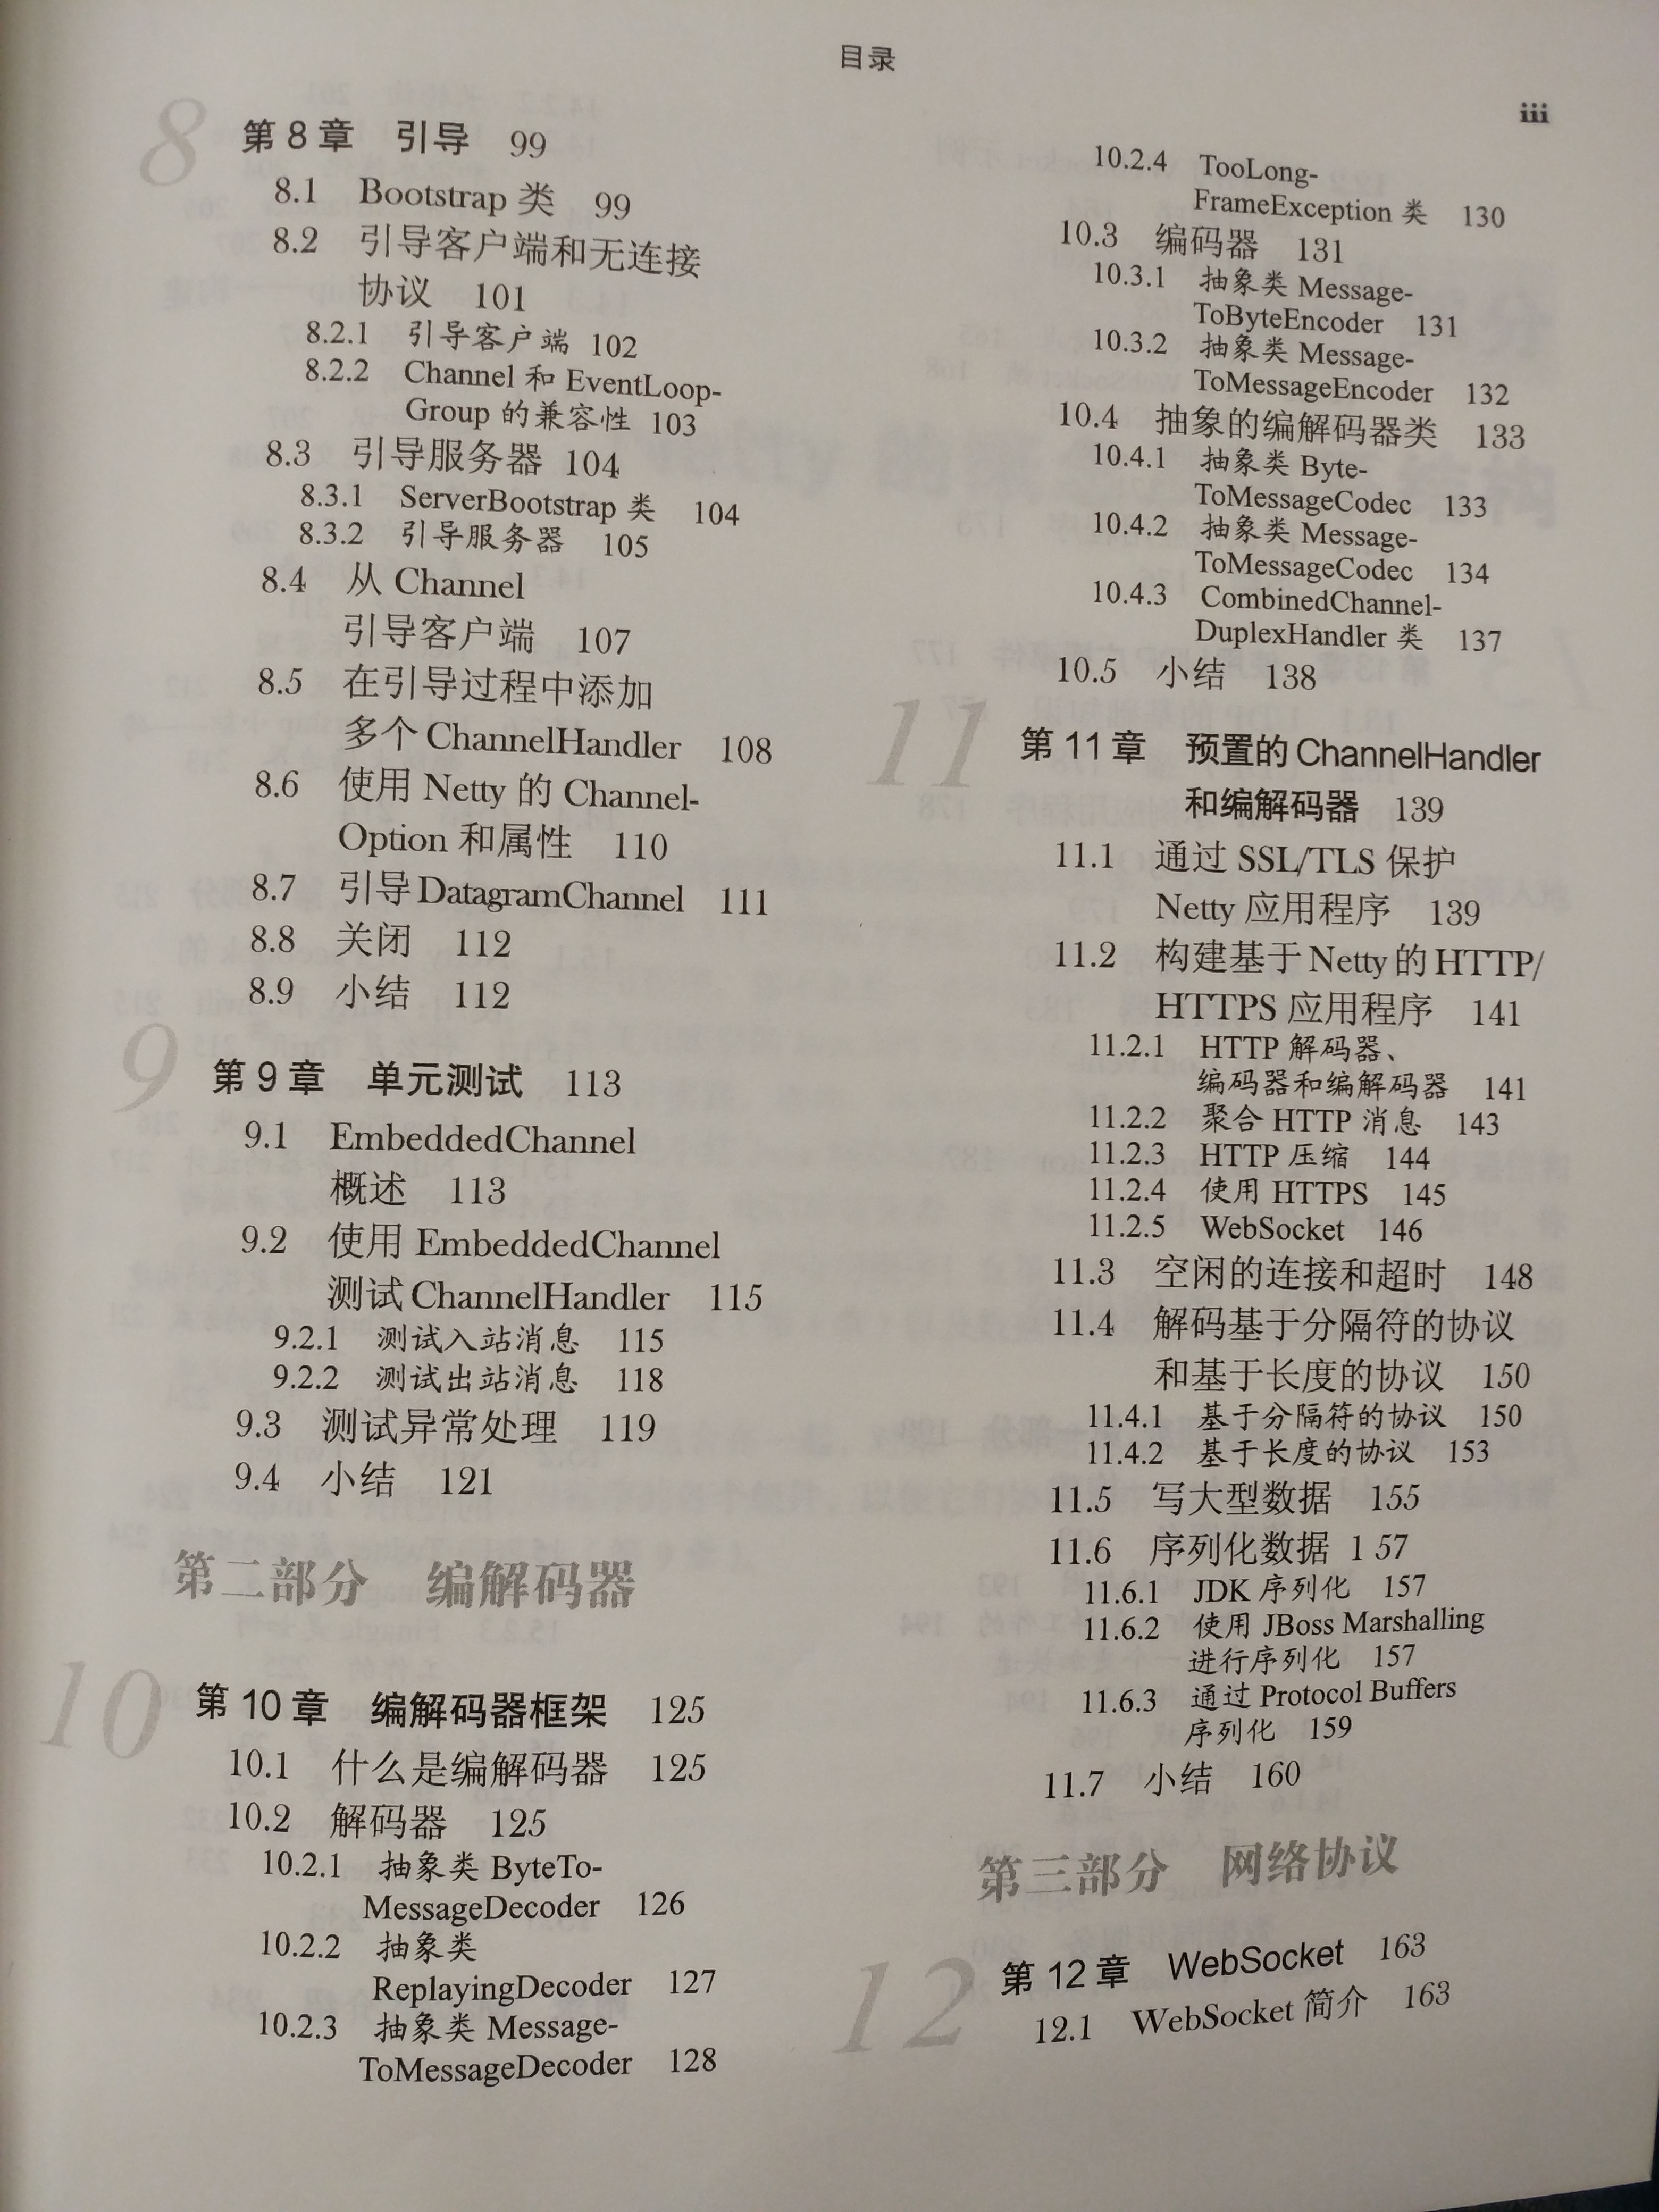 目录
iii
8
第8章 引导 99
8.1 Bootstrap 类 99
8.2 引导客户端和无连接
协议 101
8.2.1 引导客户端 102
8.2.2 Channel 和 EventLoop-
Group 的兼容性 103
8.3 引导服务器 104
8.3.1 ServerBootstrap 类 104
8.3.2 引导服务器 105
8.4 从 Channel
引导客户端 107
8.5 在引导过程中添加
多个 ChannelHandler 108
8.6 使用 Netty 的 Channel-
Option 和属性 110
8.7 引导 DatagramChannel 111
8.8 关闭 112
8.9 小结 112
9
第9章 单元测试 113
9.1 EmbeddedChannel
概述 113
9.2 使用 EmbeddedChannel
测试 ChannelHandler 115
9.2.1 测试入站消息 115
9.2.2 测试出站消息 118
9.3 测试异常处理 119
9.4 小结 121
第二部分 编解码器
10
第10章 编解码器框架 125
10.1 什么是编解码器 125
10.2 解码器 125
10.2.1 抽象类 ByteTo-
MessageDecoder 126
10.2.2 抽象类
ReplayingDecoder 127
10.2.3 抽象类 Message-
ToMessageDecoder 128
10.2.4 TooLong-
FrameException 类 130
10.3 编码器 131
10.3.1 抽象类 Message-
ToByteEncoder 131
10.3.2 抽象类 Message-
ToMessageEncoder 132
10.4 抽象的编解码器类 133
10.4.1 抽象类 Byte-
ToMessageCodec 133
10.4.2 抽象类 Message-
ToMessageCodec 134
10.4.3 CombinedChannel-
DuplexHandler 类 137
10.5 小结 138
11
第11章 预置的 ChannelHandler
和编解码器 139
11.1 通过 SSL/TLS 保护
Netty 应用程序 139
11.2 构建基于 Netty 的 HTTP/
HTTPS 应用程序 141
11.2.1 HTTP 解码器、
编码器和编解码器 141
11.2.2 聚合 HTTP 消息 143
11.2.3 HTTP 压缩 144
11.2.4 使用 HTTPS 145
11.2.5 WebSocket 146
11.3 空闲的连接和超时 148
11.4 解码基于分隔符的协议
和基于长度的协议 150
11.4.1 基于分隔符的协议 150
11.4.2 基于长度的协议 153
11.5 写大型数据 155
11.6 序列化数据 1 57
11.6.1 JDK 序列化 157
11.6.2 使用 JBoss Marshalling
进行序列化 157
11.6.3 通过 Protocol Buffers
序列化 159
11.7 小结 160
第三部分 网络协议
12
第12章 WebSocket 163
12.1 WebSocket 简介 163